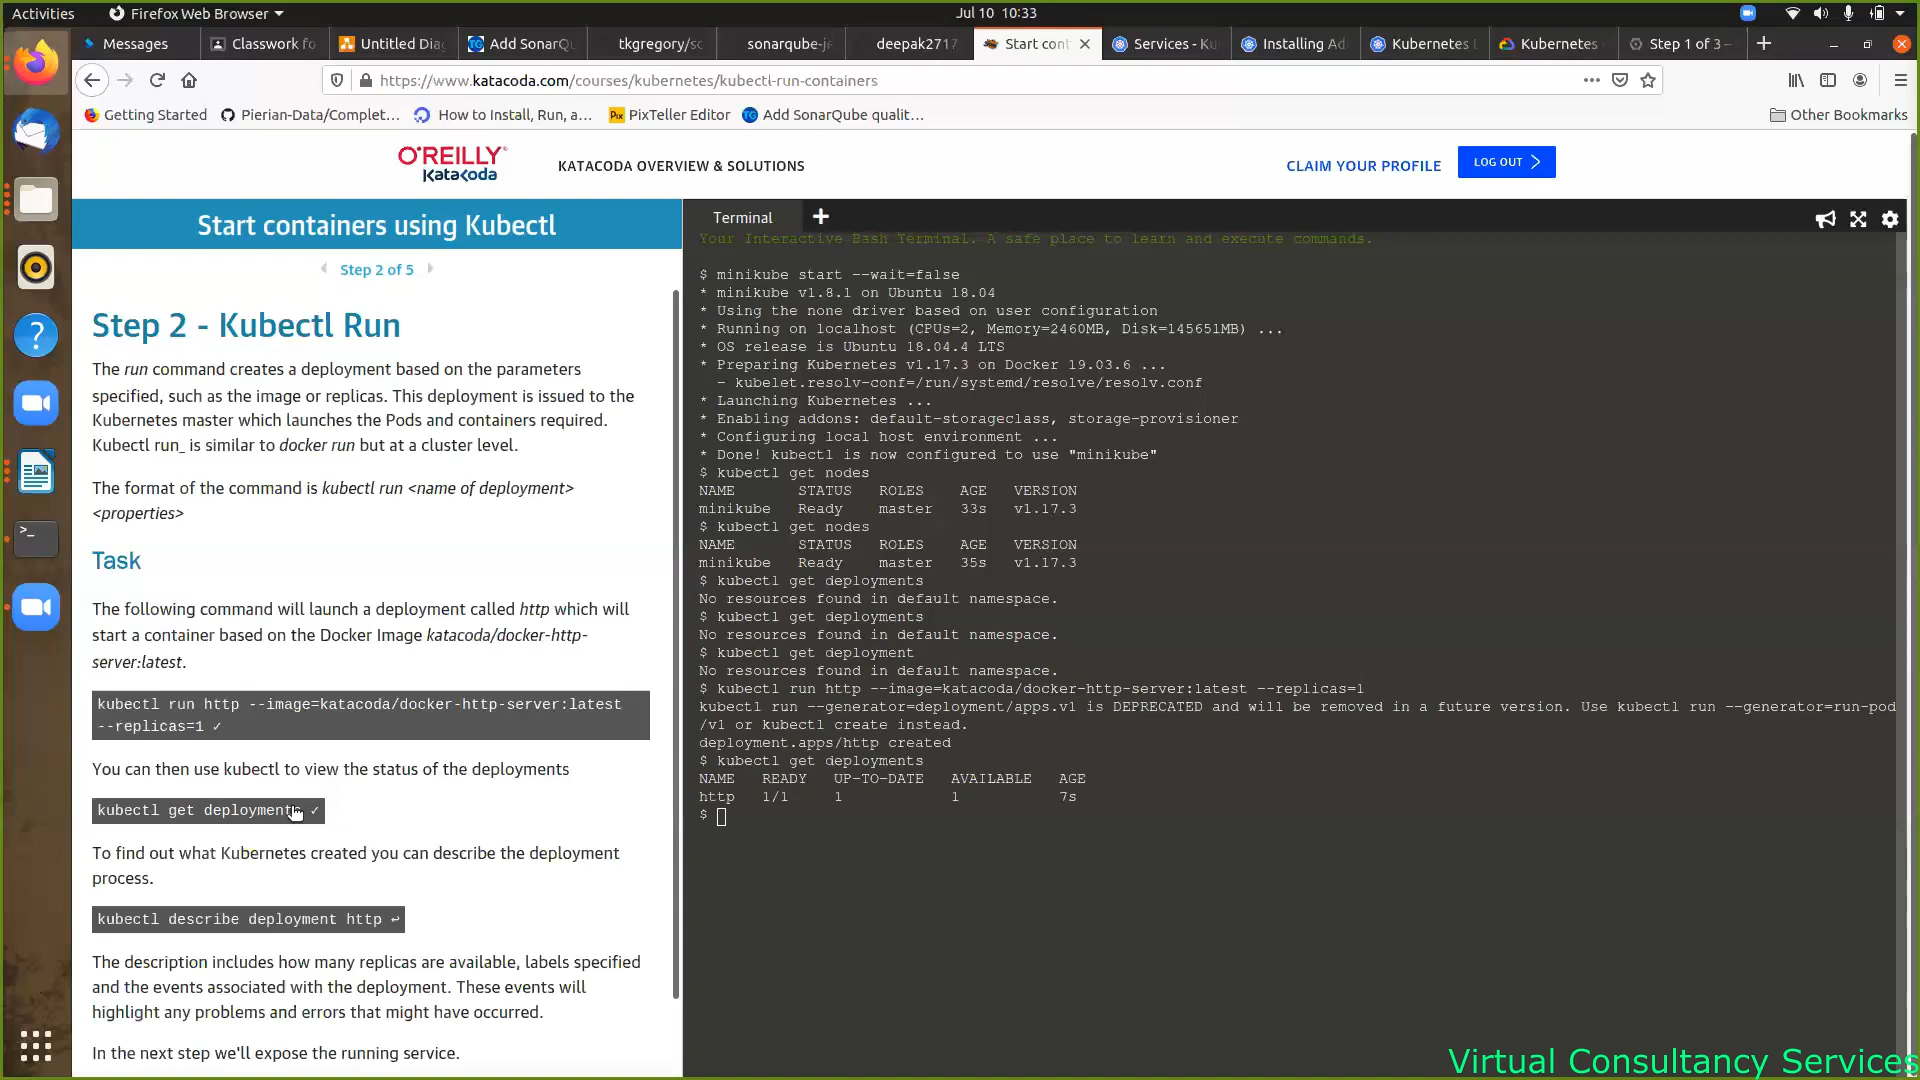 Activities
Firefox Web Browser
Jul 10 10:33
Messages
Classwork fo
Untitled Dia
Add SonarQu
tkgregory/so
sonarqube-je
deepak2717
Start cont
Services - Ku
Installing Ad
Kubernetes
Kubernetes
Step 1 of 3 –
https://www.katacoda.com/courses/kubernetes/kubectl-run-containers
Getting Started
Pierian-Data/Complet...
How to Install, Run, a...
Pix
PixTeller Editor
TG
Add SonarQube qualit...
Other Bookmarks
O'REILLY
Katacoda
KATACODA OVERVIEW & SOLUTIONS
CLAIM YOUR PROFILE
LOG OUT
Start containers using Kubectl
Step 2 of 5
Step 2 - Kubectl Run
The run command creates a deployment based on the parameters
specified, such as the image or replicas. This deployment is issued to the
Kubernetes master which launches the Pods and containers required.
Kubectl run_ is similar to docker run but at a cluster level.
The format of the command is kubectl run <name of deployment>
<properties>
Task
The following command will launch a deployment called http which will
start a container based on the Docker Image katacoda/docker-http-
server:latest.
kubectl run http --image=katacoda/docker-http-server:latest
--replicas=1 ✓
You can then use kubectl to view the status of the deployments
kubectl get deployments ✓
To find out what Kubernetes created you can describe the deployment
process.
kubectl describe deployment http ↩
The description includes how many replicas are available, labels specified
and the events associated with the deployment. These events will
highlight any problems and errors that might have occurred.
In the next step we'll expose the running service.
Terminal
Your Interactive Bash Terminal. A safe place to learn and execute commands.
$ minikube start --wait=false
* minikube v1.8.1 on Ubuntu 18.04
* Using the none driver based on user configuration
* Running on localhost (CPUs=2, Memory=2460MB, Disk=145651MB) ...
* OS release is Ubuntu 18.04.4 LTS
* Preparing Kubernetes v1.17.3 on Docker 19.03.6 ...
- kubelet.resolv-conf=/run/systemd/resolve/resolv.conf
* Launching Kubernetes ...
* Enabling addons: default-storageclass, storage-provisioner
* Configuring local host environment ...
* Done! kubectl is now configured to use "minikube"
$ kubectl get nodes
NAME STATUS ROLES AGE VERSION
minikube Ready master 33s v1.17.3
$ kubectl get nodes
NAME STATUS ROLES AGE VERSION
minikube Ready master 35s v1.17.3
$ kubectl get deployments
No resources found in default namespace.
$ kubectl get deployments
No resources found in default namespace.
$ kubectl get deployment
No resources found in default namespace.
$ kubectl run http --image=katacoda/docker-http-server:latest --replicas=1
kubectl run --generator=deployment/apps.v1 is DEPRECATED and will be removed in a future version. Use kubectl run --generator=run-pod
/v1 or kubectl create instead.
deployment.apps/http created
$ kubectl get deployments
NAME READY UP-TO-DATE AVAILABLE AGE
http 1/1 1 1 7s
$
Virtual Consultancy Services